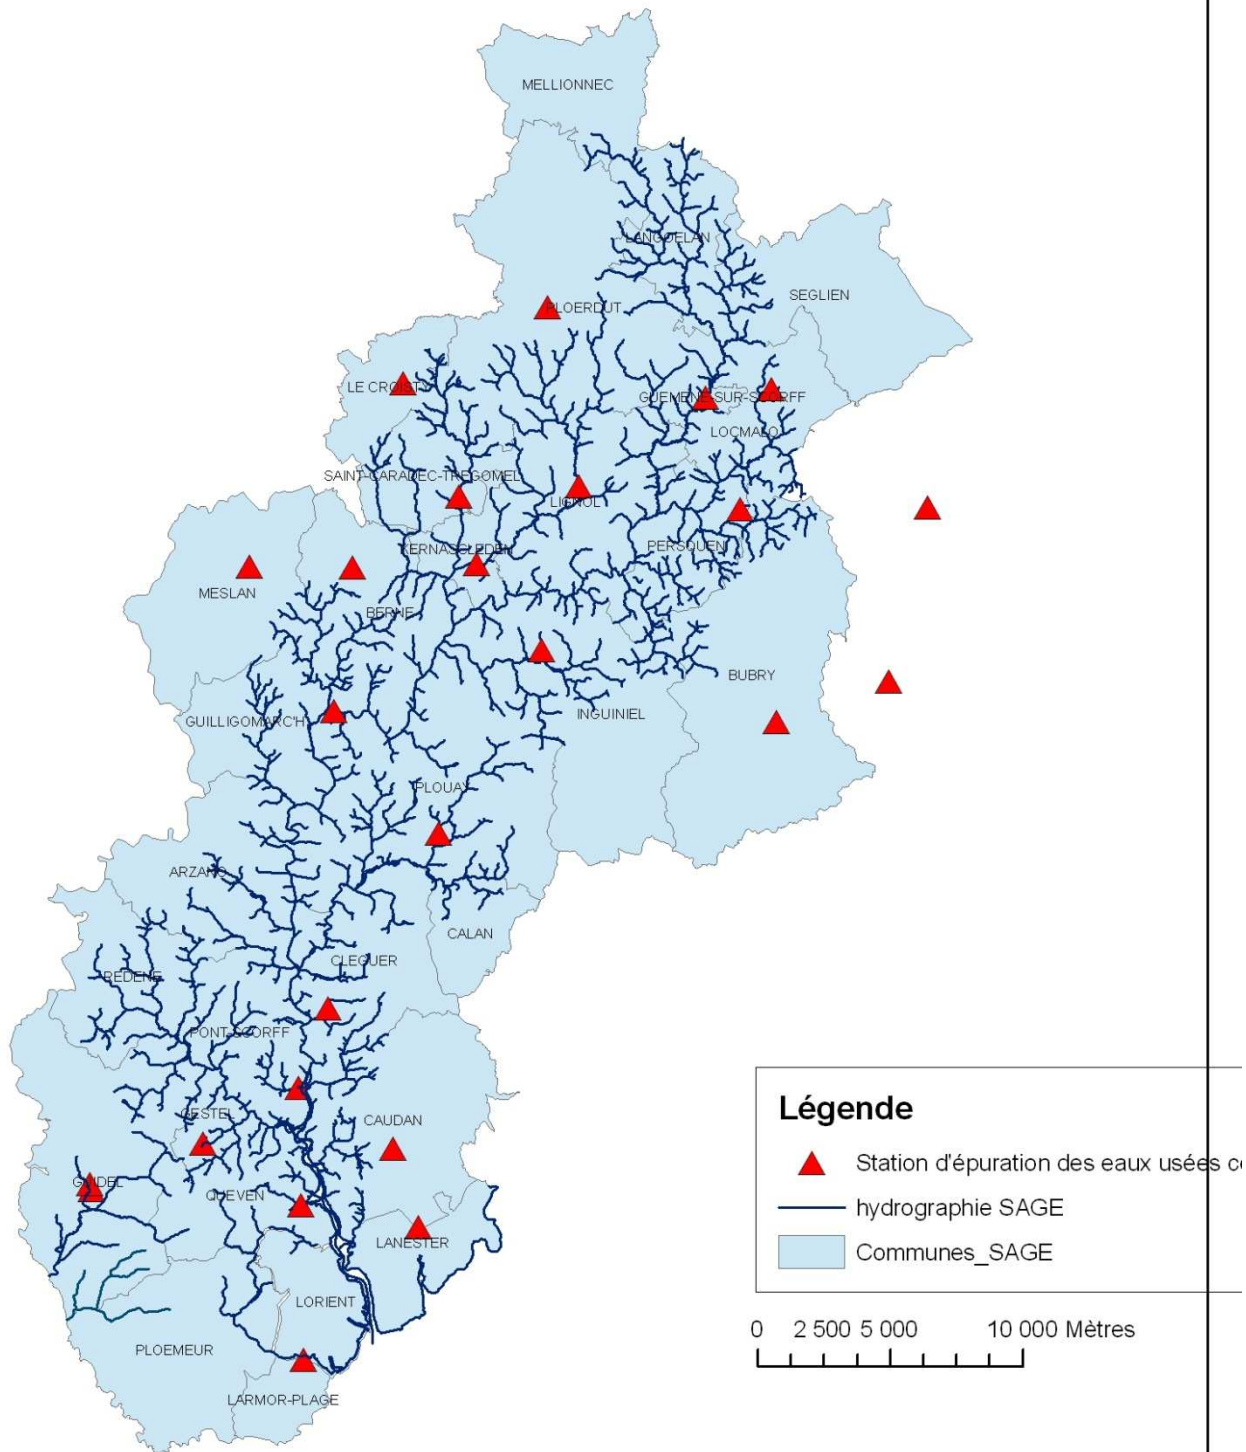 MELLIONNEC
LANGOELAN
SEGLIEN
PLOERDUT
LE CROISTY
GUEMENE-SUR-SCORFF
LOCMALO
SAINT-CARADEC-TREGOMEL
LIGNOL
KERNASCLEDEN
PERSQUEN
MESLAN
BERNE
BUBRY
GUILLIGOMARC'H
INGUINIEL
PLOUAY
ARZANO
CALAN
CLEGUER
REDENE
PONT-SCORFF
GESTEL
CAUDAN
GUIDEL
QUEVEN
LANESTER
LORIENT
PLOEMEUR
LARMOR-PLAGE
Légende
Station d'épuration des eaux usées co
hydrographie SAGE
Communes_SAGE
0 2 500 5 000 10 000 Mètres